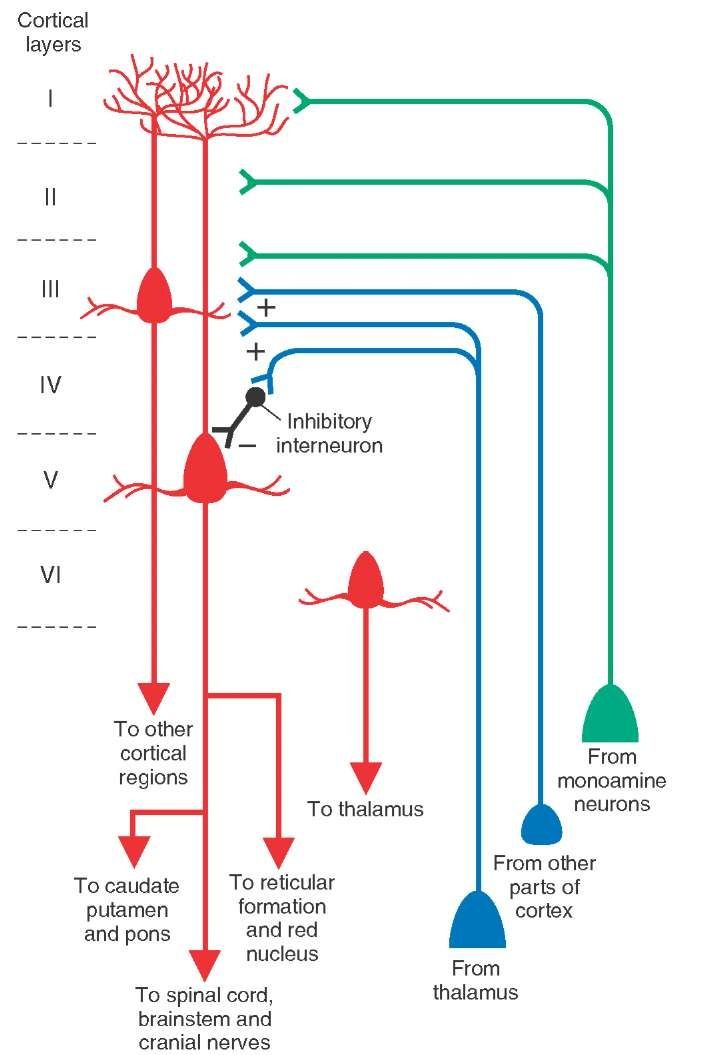 Cortical
layers
I
II
III
+
+
IV
Inhibitory
interneuron
−
V
VI
To other
cortical
regions
From
monoamine
neurons
To thalamus
From other
parts of
cortex
To caudate
putamen
and pons
To reticular
formation
and red
nucleus
From
thalamus
To spinal cord,
brainstem and
cranial nerves